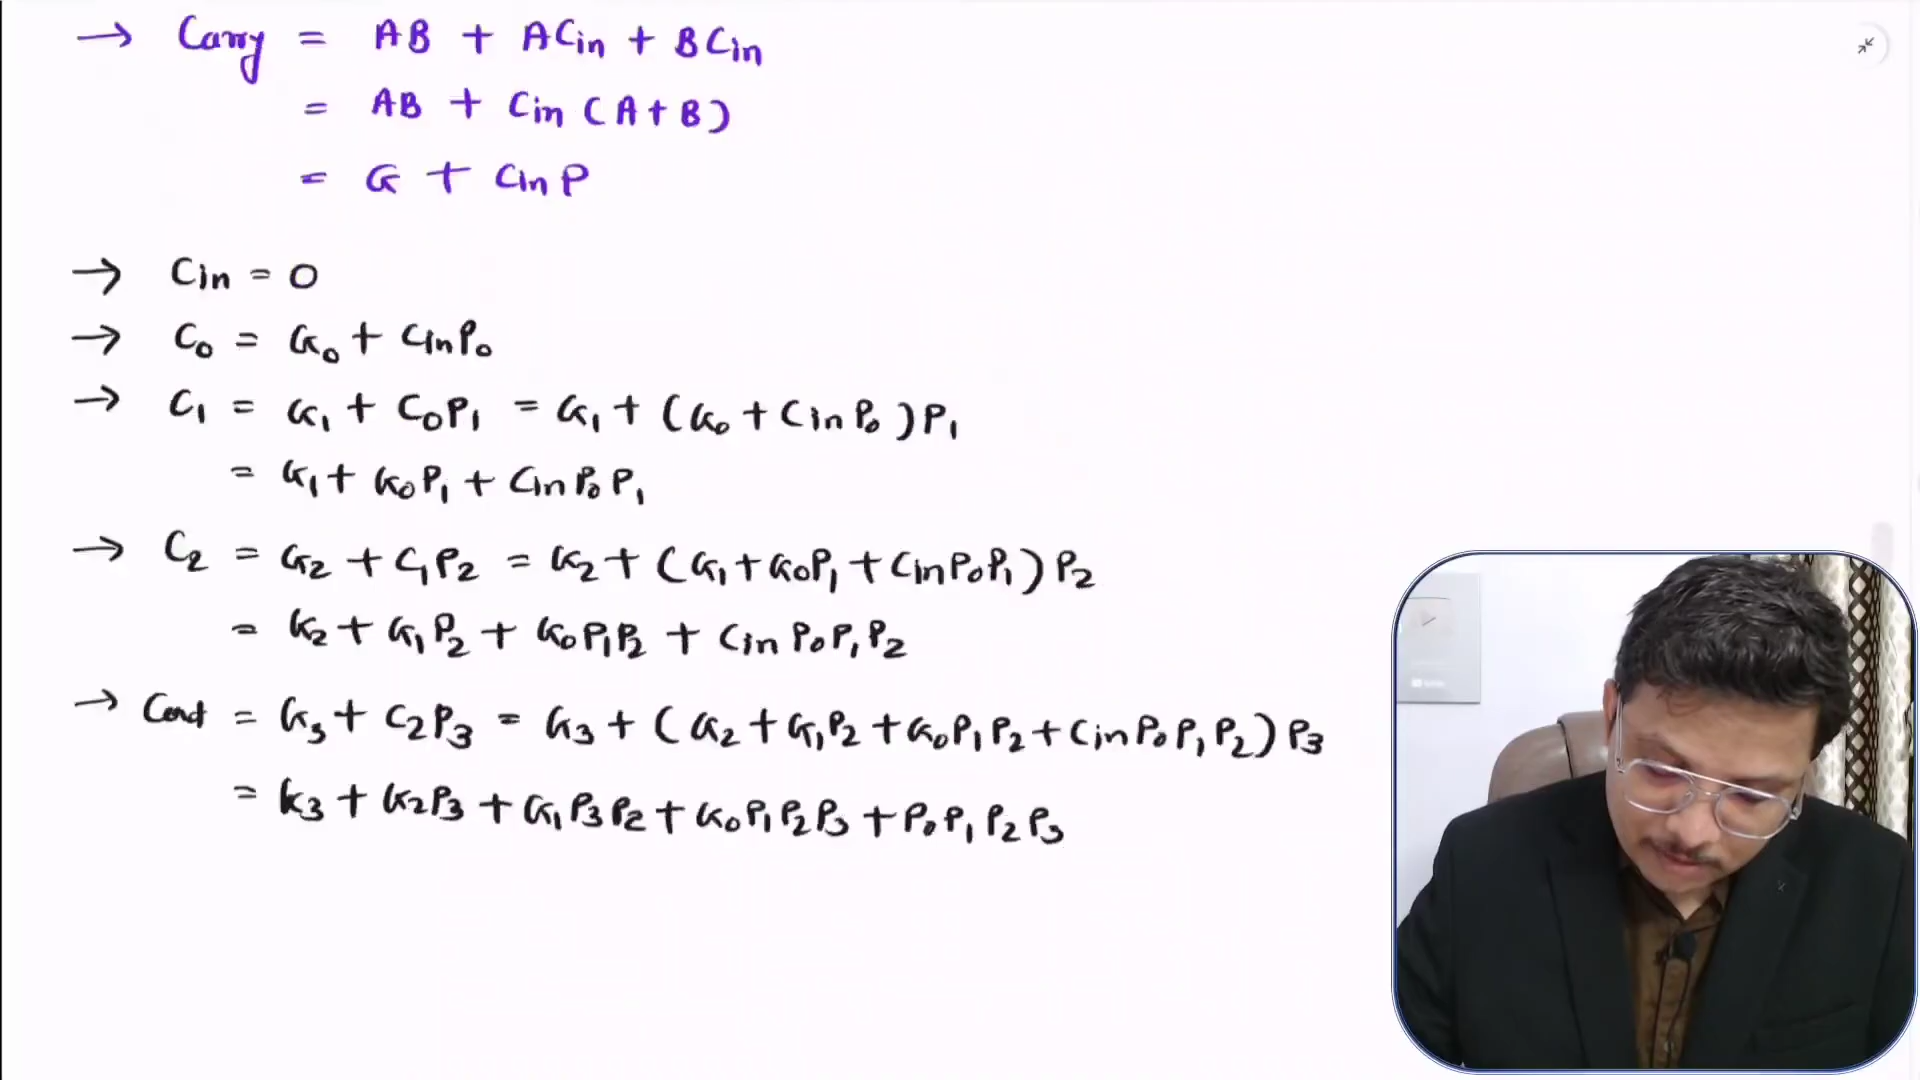 → Carry = AB + ACin + BCin
= AB + Cin (A+B)
= G + Cin P
→ Cin = 0
→ C₀ = G₀ + CinP₀
→ C₁ = G₁ + C₀P₁ = G₁ + (G₀ + CinP₀)P₁
= G₁ + G₀P₁ + CinP₀P₁
→ C₂ = G₂ + C₁P₂ = G₂ + (G₁ + G₀P₁ + CinP₀P₁)P₂
= G₂ + G₁P₂ + G₀P₁P₂ + CinP₀P₁P₂
→ Cout = G₃ + C₂P₃ = G₃ + (G₂ + G₁P₂ + G₀P₁P₂ + CinP₀P₁P₂)P₃
= G₃ + G₂P₃ + G₁P₃P₂ + G₀P₁P₂P₃ + P₀P₁P₂P₃